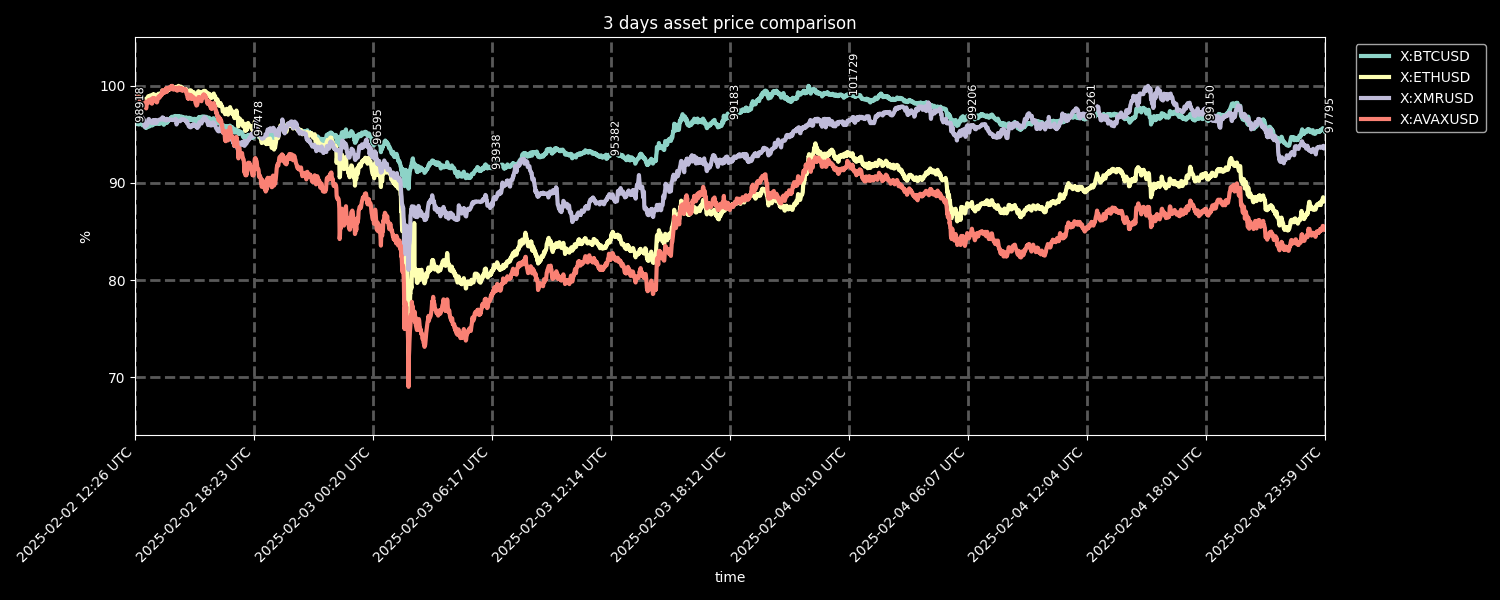 3 days asset price comparison
X:BTCUSD
X:ETHUSD
X:XMRUSD
X:AVAXUSD
100
90
80
70
%
98918
97478
96595
93938
95382
99183
101729
99206
99261
99150
97795
2025-02-02 12:26 UTC
2025-02-02 18:23 UTC
2025-02-03 00:20 UTC
2025-02-03 06:17 UTC
2025-02-03 12:14 UTC
2025-02-03 18:12 UTC
2025-02-04 00:10 UTC
2025-02-04 06:07 UTC
2025-02-04 12:04 UTC
2025-02-04 18:01 UTC
2025-02-04 23:59 UTC
time